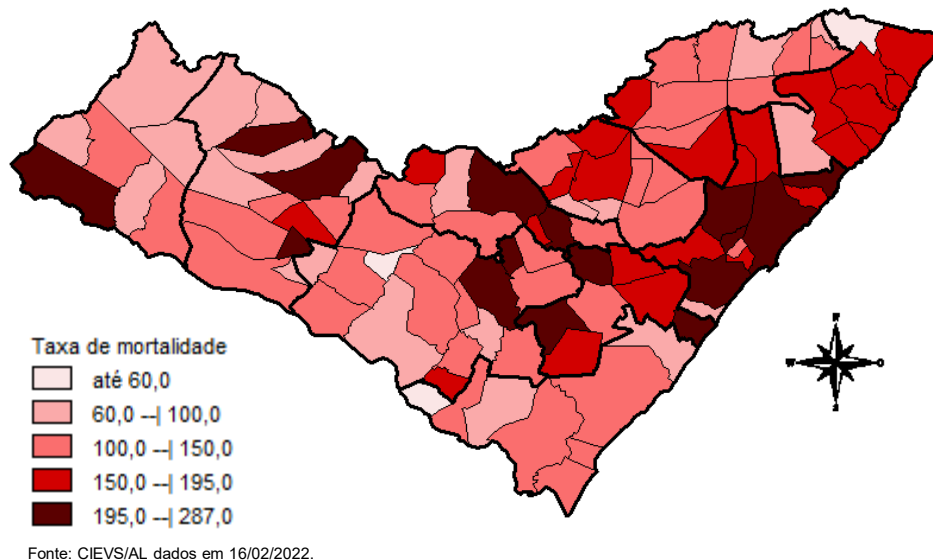 Taxa de mortalidade
até 60,0
60,0 --| 100,0
100,0 --| 150,0
150,0 --| 195,0
195,0 --| 287,0
Fonte: CIEVS/AL dados em 16/02/2022.